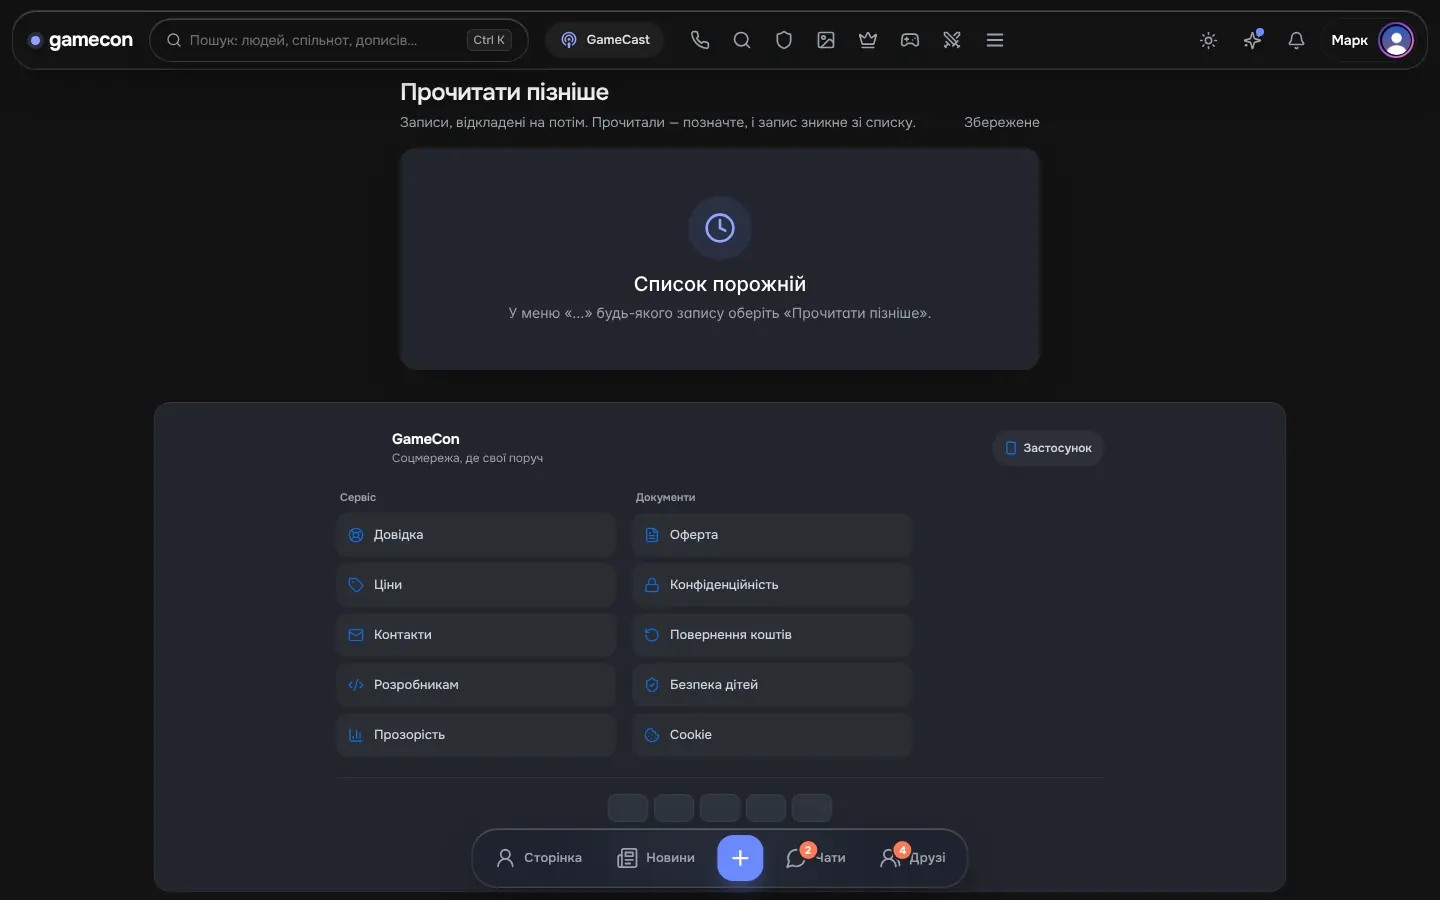 gamecon
Пошук: людей, спільнот, дописів...
Ctrl K
GameCast
Марк
Прочитати пізніше
Записи, відкладені на потім. Прочитали — позначте, і запис зникне зі списку.
Збережене
Список порожній
У меню «...» будь-якого запису оберіть «Прочитати пізніше».
GameCon
Соцмережа, де свої поруч
Застосунок
Сервіс
Документи
Довідка
Оферта
Ціни
Конфіденційність
Контакти
Повернення коштів
Розробникам
Безпека дітей
Прозорість
Cookie
Сторінка
Новини
2
Чати
4
Друзі